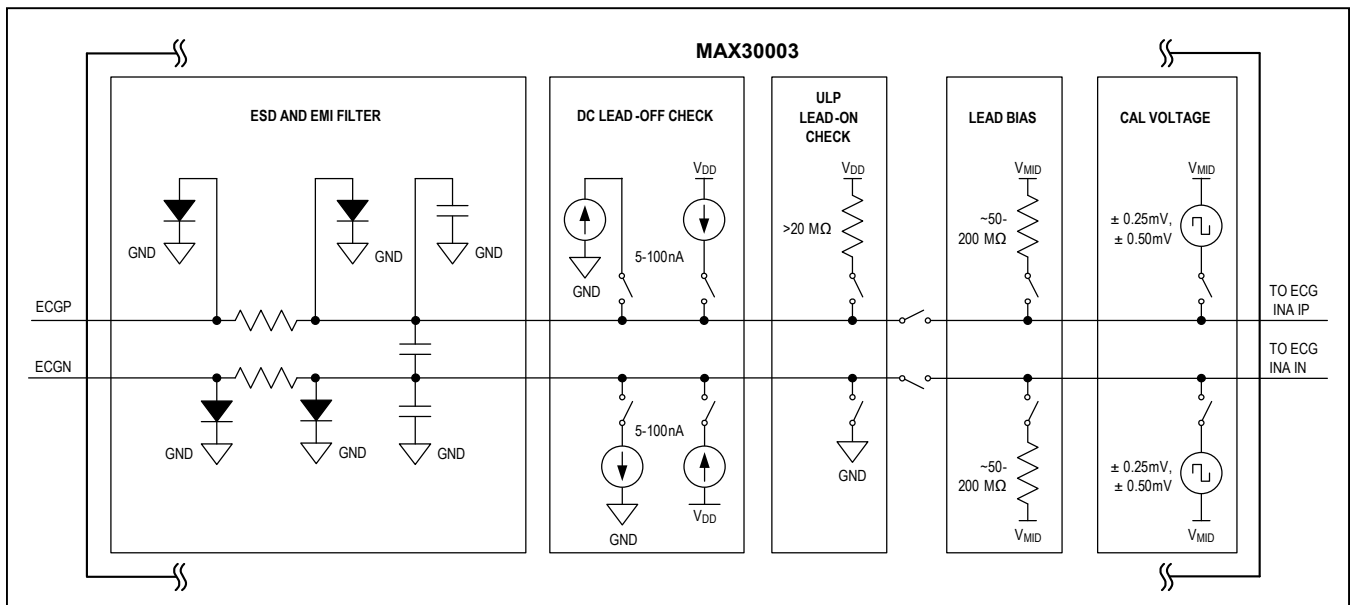 MAX30003
ESD AND EMI FILTER
DC LEAD-OFF CHECK
ULP
LEAD-ON
CHECK
LEAD BIAS
CAL VOLTAGE
GND
GND
GND
GND
VDD
5-100nA
VDD
>20 MΩ
VMID
~50-
200 MΩ
VMID
± 0.25mV,
± 0.50mV
ECGP
TO ECG
INA IP
ECGN
TO ECG
INA IN
GND
GND
GND
5-100nA
GND
VDD
GND
~50-
200 MΩ
VMID
± 0.25mV,
± 0.50mV
VMID